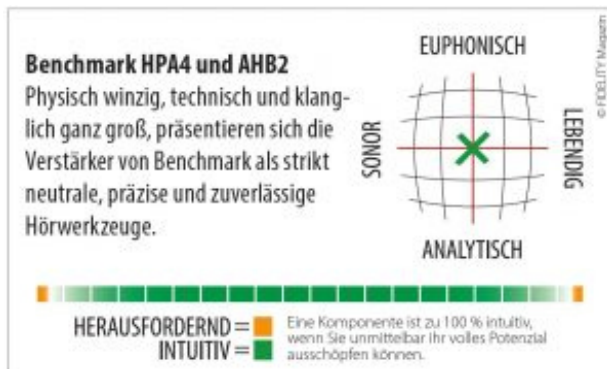 Benchmark HPA4 und AHB2
Physisch winzig, technisch und klang-
lich ganz groß, präsentieren sich die
Verstärker von Benchmark als strikt
neutrale, präzise und zuverlässige
Hörwerkzeuge.
EUPHONISCH
SONOR
LEBENDIG
ANALYTISCH
© FIDELITY Magazin
HERAUSFORDERND =
INTUITIV =
Eine Komponente ist zu 100 % intuitiv,
wenn Sie unmittelbar ihr volles Potenzial
ausschöpfen können.